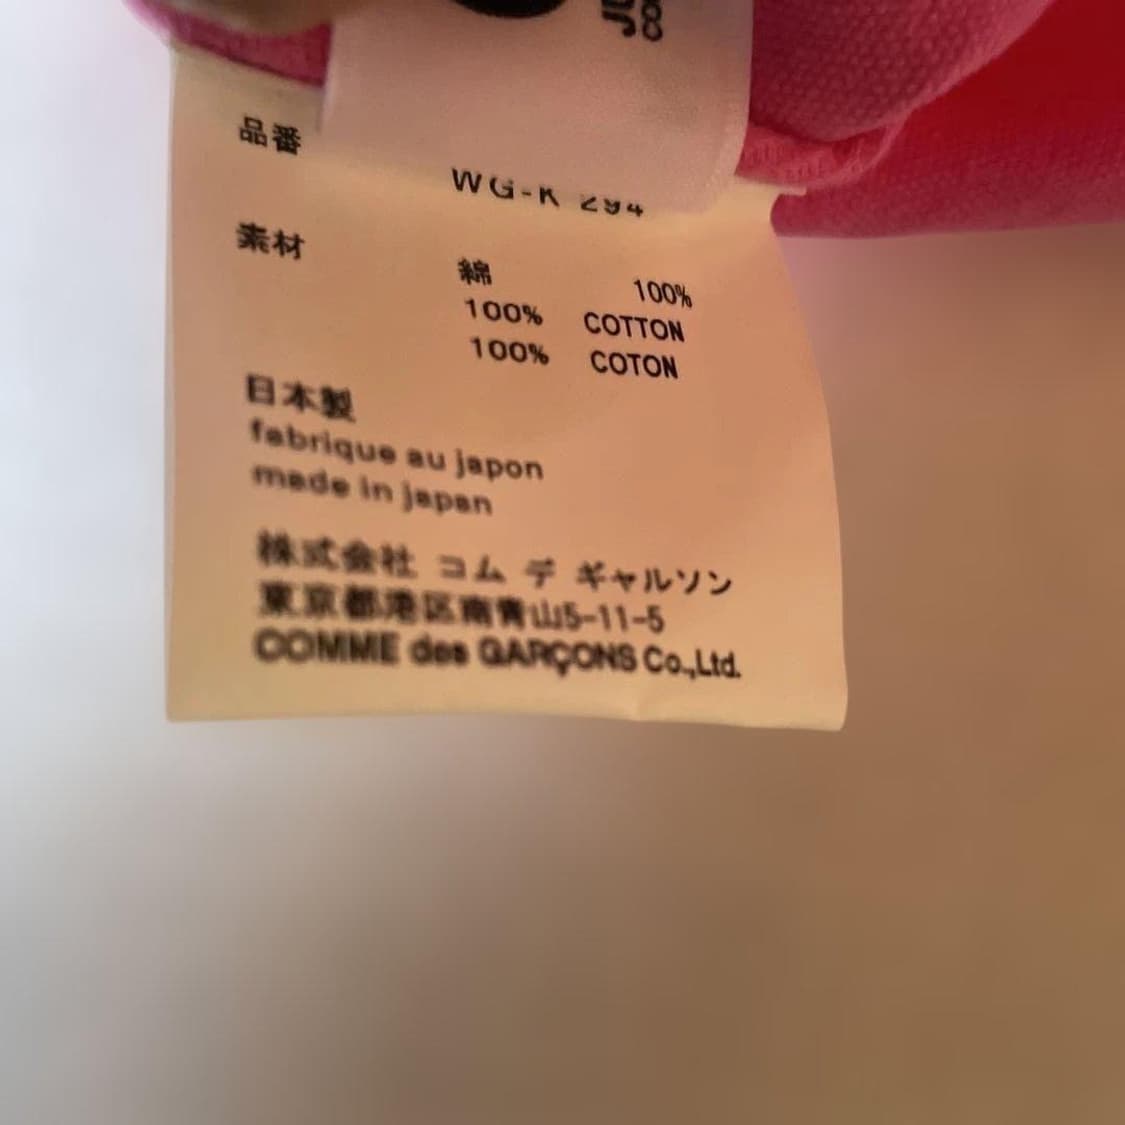 品番
WG-K 294
素材
綿 100%
100% COTTON
100% COTON
日本製
fabrique au japon
made in japan
株式会社 コム デ ギャルソン
東京都港区南青山5-11-5
COMME des GARÇONS Co.,Ltd.